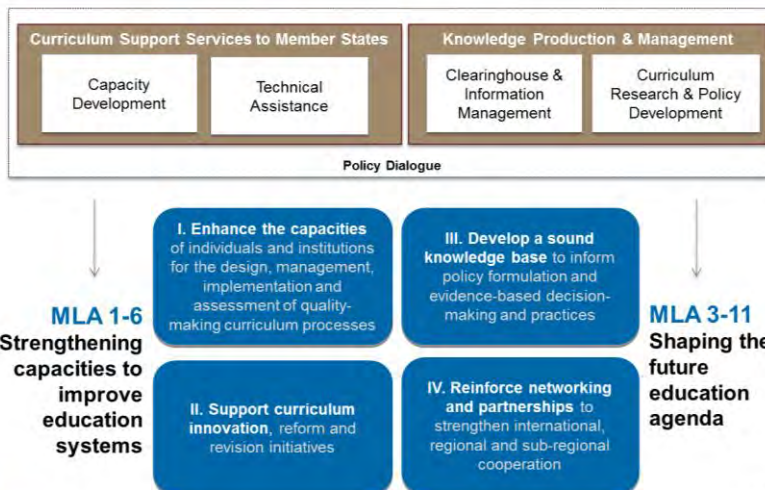 Curriculum Support Services to Member States
Capacity
Development
Technical
Assistance
Knowledge Production & Management
Clearinghouse &
Information
Management
Curriculum
Research & Policy
Development
Policy Dialogue
I. Enhance the capacities
of individuals and institutions
for the design, management,
implementation and
assessment of quality-
making curriculum processes
III. Develop a sound
knowledge base to inform
policy formulation and
evidence-based decision-
making and practices
MLA 1-6
Strengthening
capacities to
improve
education
systems
II. Support curriculum
innovation, reform and
revision initiatives
IV. Reinforce networking
and partnerships to
strengthen international,
regional and sub-regional
cooperation
MLA 3-11
Shaping the
future
education
agenda